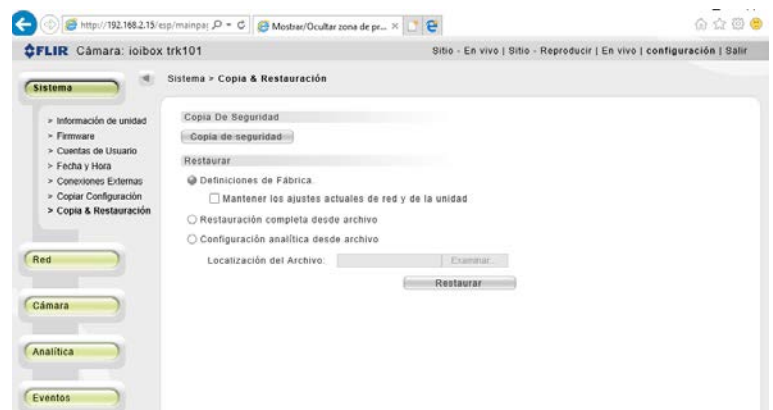 http://192.168.2.15/esp/mainpag
Mostrar/Ocultar zona de pr...
FLIR Cámara: ioibox trk101
Sitio - En vivo | Sitio - Reproducir | En vivo | configuración | Salir
Sistema
Sistema > Copia & Restauración
> Información de unidad
> Firmware
> Cuentas de Usuario
> Fecha y Hora
> Conexiones Externas
> Copiar Configuración
> Copia & Restauración
Red
Cámara
Analítica
Eventos
Copia De Seguridad
Copia de seguridad
Restaurar
Definiciones de Fábrica.
Mantener los ajustes actuales de red y de la unidad
Restauración completa desde archivo
Configuración analítica desde archivo
Localización del Archivo:
Examinar...
Restaurar